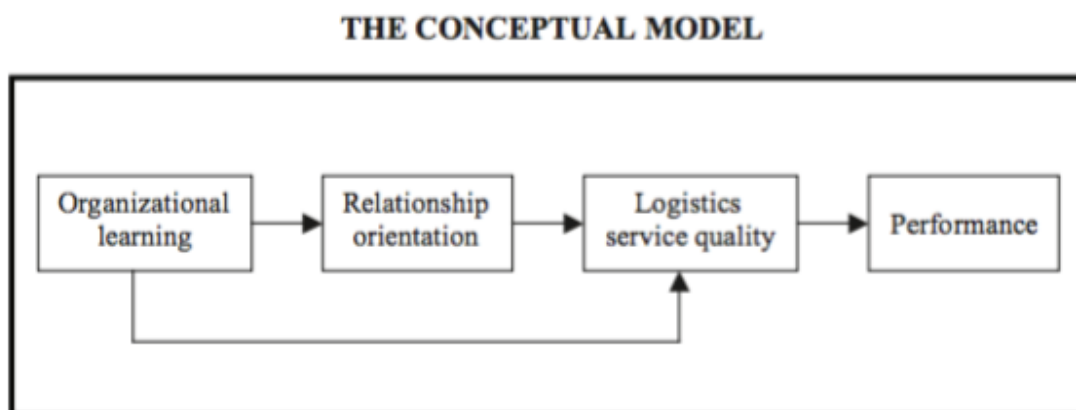 THE CONCEPTUAL MODEL
Organizational
learning
Relationship
orientation
Logistics
service quality
Performance